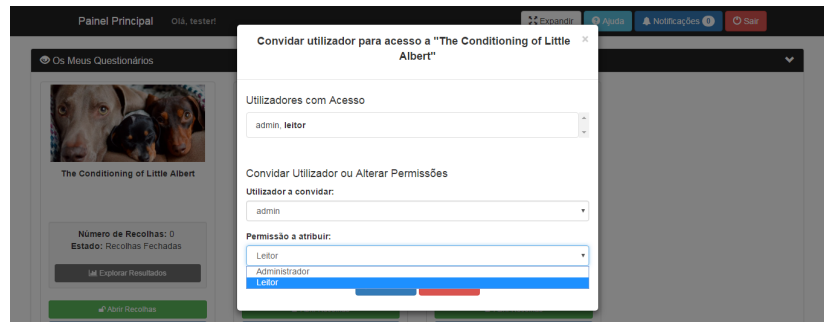 Painel Principal Olá, tester! Expandir Ajuda Notificações 0 Sair
Convidar utilizador para acesso a "The Conditioning of Little
Albert"
×
Os Meus Questionários
Utilizadores com Acesso
admin, leitor
The Conditioning of Little Albert
Convidar Utilizador ou Alterar Permissões
Utilizador a convidar:
admin
Número de Recolhas: 0
Estado: Recolhas Fechadas
Permissão a atribuir:
Leitor
Explorar Resultados
Administrador
Leitor
Abrir Recolhas